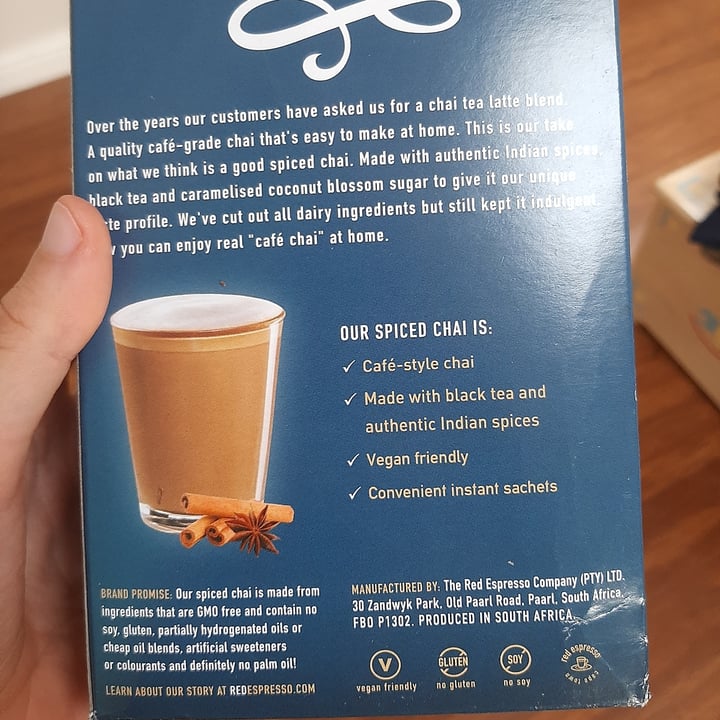 Over the years our customers have asked us for a chai tea latte blend.
A quality café-grade chai that's easy to make at home. This is our take
on what we think is a good spiced chai. Made with authentic Indian spices,
black tea and caramelised coconut blossom sugar to give it our unique
profile. We've cut out all dairy ingredients but still kept it indulgent.
you can enjoy real "café chai" at home.
OUR SPICED CHAI IS:
✓ Café-style chai
✓ Made with black tea and
authentic Indian spices
✓ Vegan friendly
✓ Convenient instant sachets
BRAND PROMISE: Our spiced chai is made from
ingredients that are GMO free and contain no
soy, gluten, partially hydrogenated oils or
cheap oil blends, artificial sweeteners
or colourants and definitely no palm oil!
LEARN ABOUT OUR STORY AT REDESPRESSO.COM
MANUFACTURED BY: The Red Espresso Company (PTY) LTD.
30 Zandwyk Park, Old Paarl Road, Paarl, South Africa.
FBO P1302. PRODUCED IN SOUTH AFRICA.
V
vegan friendly
GLUTEN
no gluten
SOY
no soy
red espresso
cape town